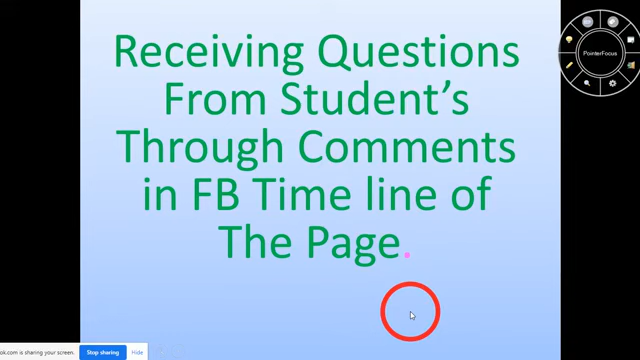 Receiving Questions
From Student's
Through Comments
in FB Time line of
The Page.
PointerFocus
ok.com is sharing your screen.
Stop sharing
Hide